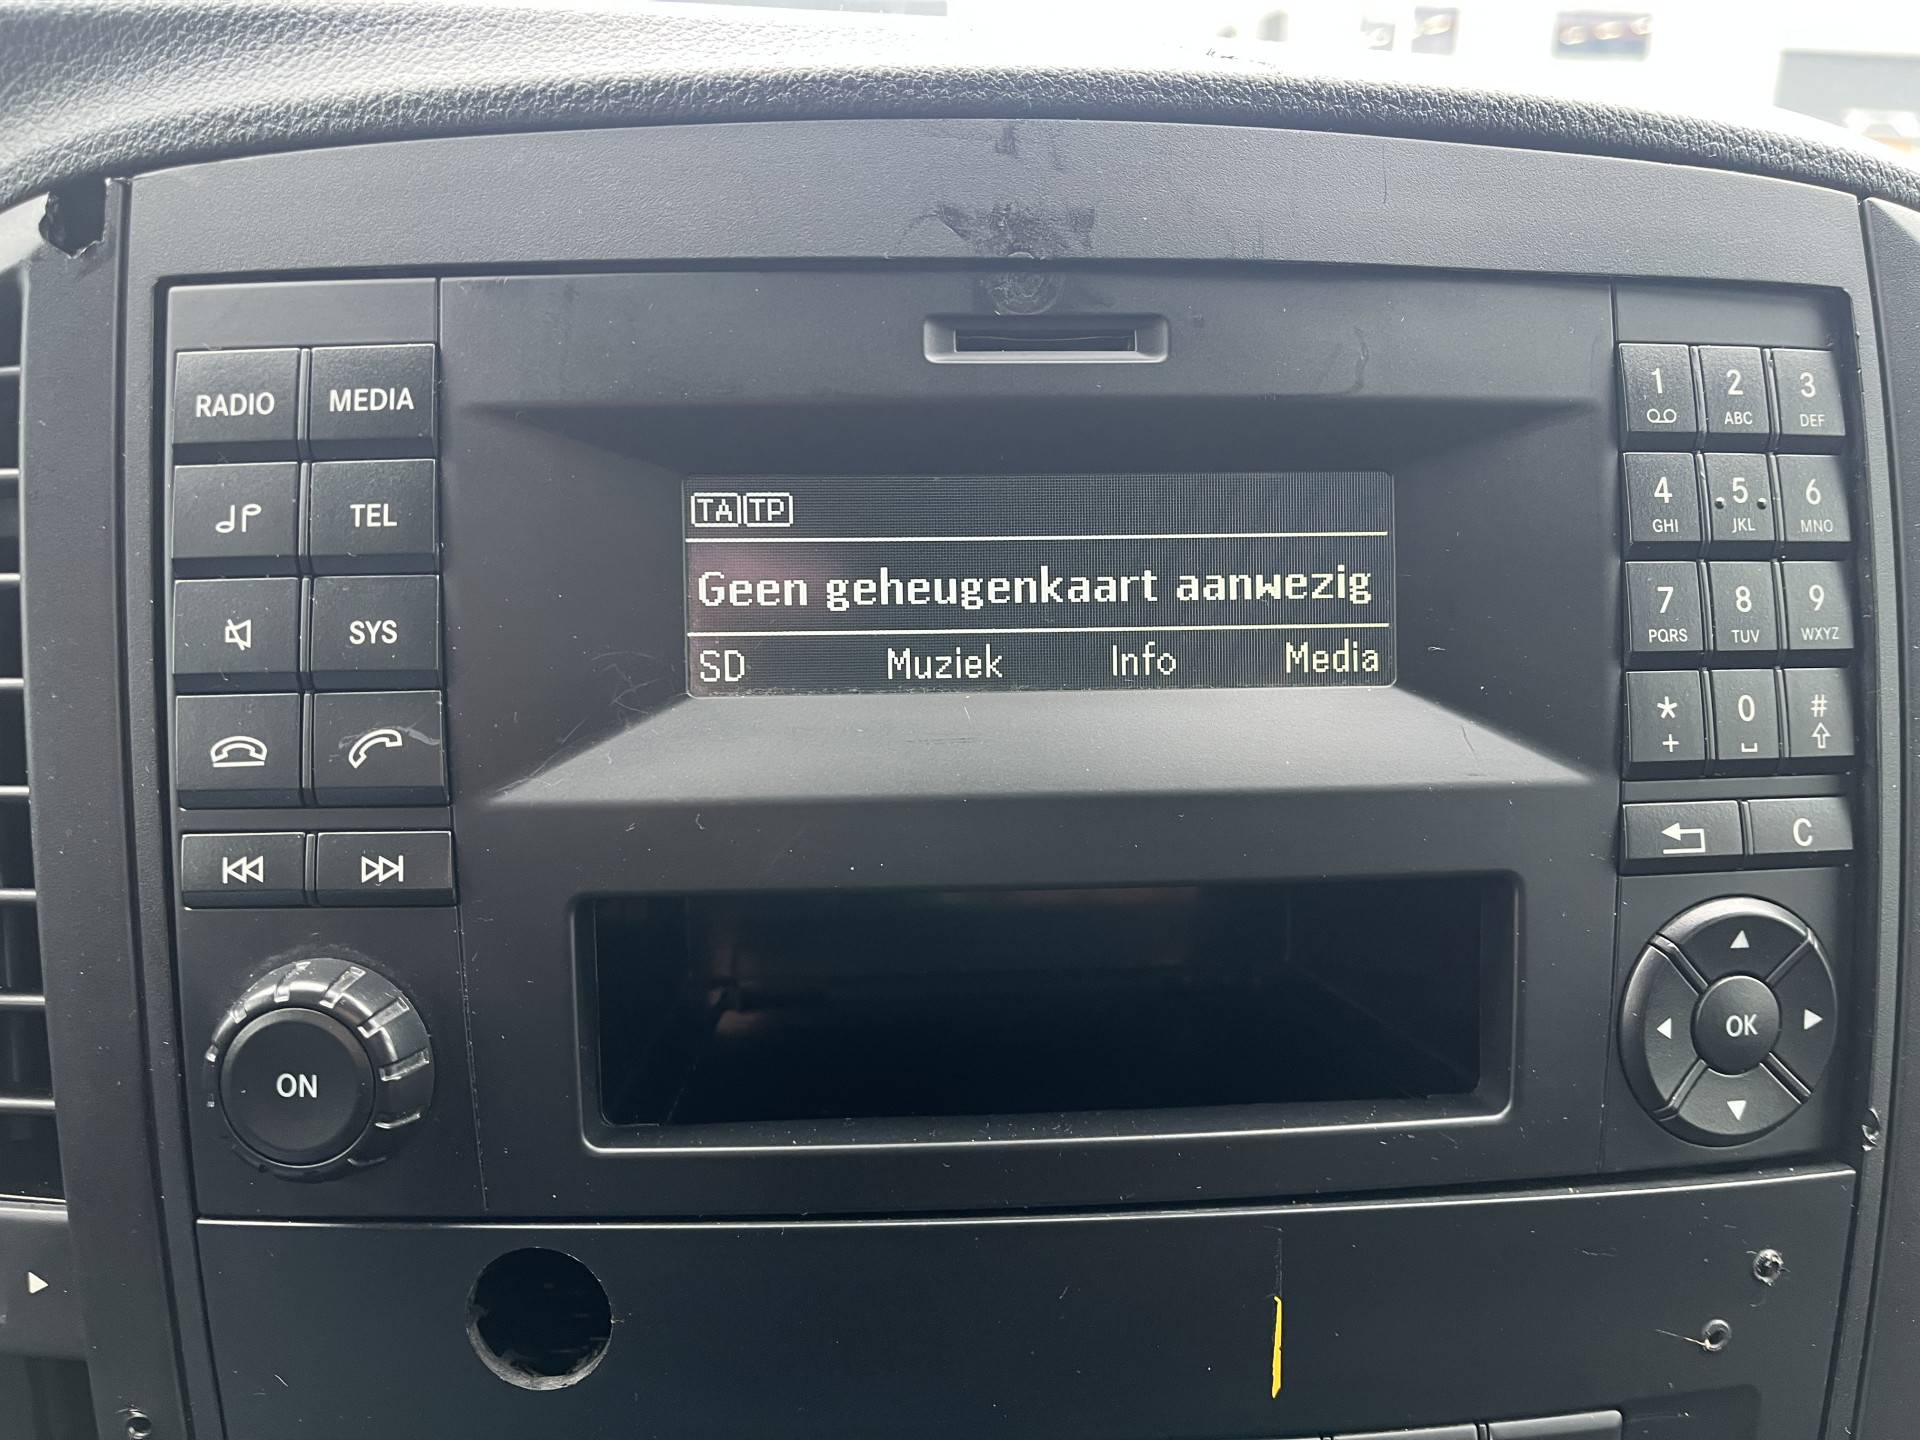 RADIO MEDIA
TEL
SYS
ON
TA TP
Geen geheugenkaart aanwezig
SD Muziek Info Media
1 2 3
ABC DEF
4 5 6
GHI JKL MNO
7 8 9
PQRS TUV WXYZ
* 0 #
+
C
OK